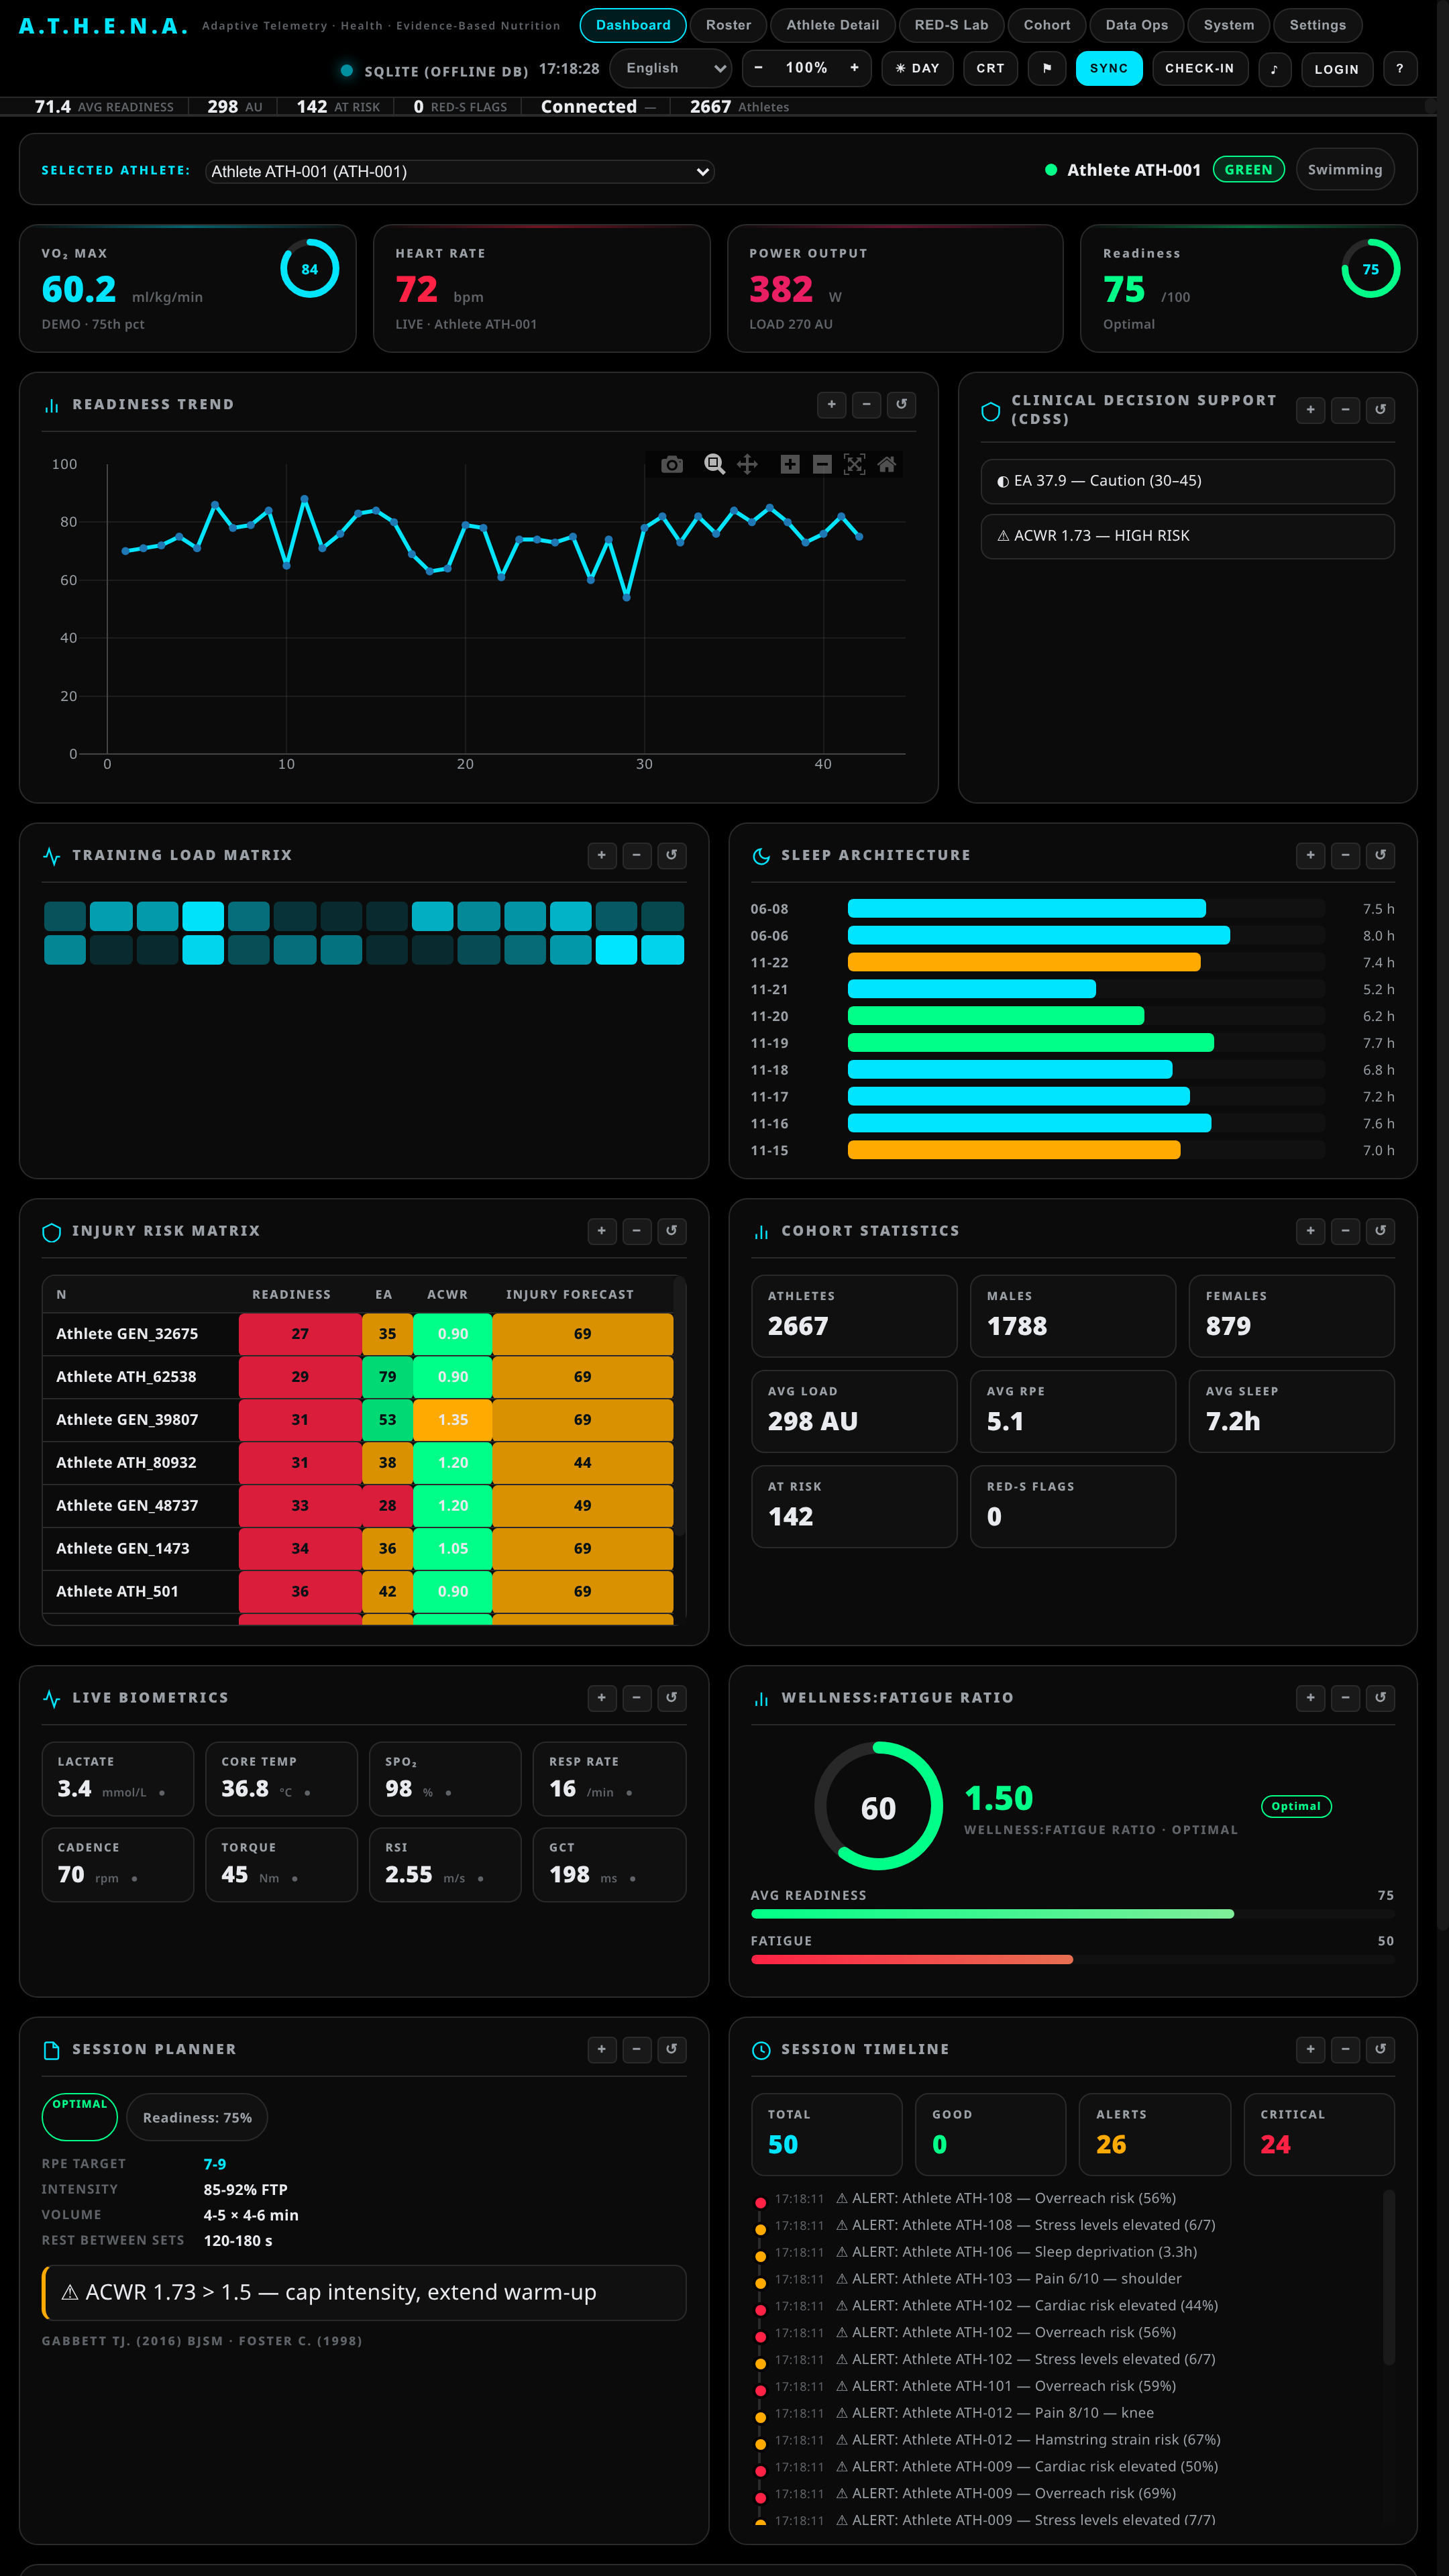 A.T.H.E.N.A. Adaptive Telemetry · Health · Evidence-Based Nutrition Dashboard Roster Athlete Detail RED-S Lab Cohort Data Ops System Settings
SQLITE (OFFLINE DB) 17:18:28 English − 100% + ☀ DAY CRT ⚑ SYNC CHECK-IN ♪ LOGIN ?
71.4 AVG READINESS 298 AU 142 AT RISK 0 RED-S FLAGS Connected — 2667 Athletes
SELECTED ATHLETE: Athlete ATH-001 (ATH-001) Athlete ATH-001 GREEN Swimming
VO₂ MAX
60.2 ml/kg/min
84
DEMO · 75th pct
HEART RATE
72 bpm
LIVE · Athlete ATH-001
POWER OUTPUT
382 W
LOAD 270 AU
Readiness
75 /100
75
Optimal
READINESS TREND + − ↺
100
80
60
40
20
0
0 10 20 30 40
CLINICAL DECISION SUPPORT
(CDSS) + − ↺
◐ EA 37.9 — Caution (30–45)
⚠ ACWR 1.73 — HIGH RISK
TRAINING LOAD MATRIX + − ↺
SLEEP ARCHITECTURE + − ↺
06-08 7.5 h
06-06 8.0 h
11-22 7.4 h
11-21 5.2 h
11-20 6.2 h
11-19 7.7 h
11-18 6.8 h
11-17 7.2 h
11-16 7.6 h
11-15 7.0 h
INJURY RISK MATRIX + − ↺
N READINESS EA ACWR INJURY FORECAST
Athlete GEN_32675 27 35 0.90 69
Athlete ATH_62538 29 79 0.90 69
Athlete GEN_39807 31 53 1.35 69
Athlete ATH_80932 31 38 1.20 44
Athlete GEN_48737 33 28 1.20 49
Athlete GEN_1473 34 36 1.05 69
Athlete ATH_501 36 42 0.90 69
COHORT STATISTICS + − ↺
ATHLETES
2667
MALES
1788
FEMALES
879
AVG LOAD
298 AU
AVG RPE
5.1
AVG SLEEP
7.2h
AT RISK
142
RED-S FLAGS
0
LIVE BIOMETRICS + − ↺
LACTATE
3.4 mmol/L
CORE TEMP
36.8 °C
SPO₂
98 %
RESP RATE
16 /min
CADENCE
70 rpm
TORQUE
45 Nm
RSI
2.55 m/s
GCT
198 ms
WELLNESS:FATIGUE RATIO + − ↺
60
1.50
WELLNESS:FATIGUE RATIO · OPTIMAL
Optimal
AVG READINESS 75
FATIGUE 50
SESSION PLANNER + − ↺
OPTIMAL Readiness: 75%
RPE TARGET 7-9
INTENSITY 85-92% FTP
VOLUME 4-5 × 4-6 min
REST BETWEEN SETS 120-180 s
⚠ ACWR 1.73 > 1.5 — cap intensity, extend warm-up
GABBETT TJ. (2016) BJSM · FOSTER C. (1998)
SESSION TIMELINE + − ↺
TOTAL
50
GOOD
0
ALERTS
26
CRITICAL
24
17:18:11 ⚠ ALERT: Athlete ATH-108 — Overreach risk (56%)
17:18:11 ⚠ ALERT: Athlete ATH-108 — Stress levels elevated (6/7)
17:18:11 ⚠ ALERT: Athlete ATH-106 — Sleep deprivation (3.3h)
17:18:11 ⚠ ALERT: Athlete ATH-103 — Pain 6/10 — shoulder
17:18:11 ⚠ ALERT: Athlete ATH-102 — Cardiac risk elevated (44%)
17:18:11 ⚠ ALERT: Athlete ATH-102 — Overreach risk (56%)
17:18:11 ⚠ ALERT: Athlete ATH-102 — Stress levels elevated (6/7)
17:18:11 ⚠ ALERT: Athlete ATH-101 — Overreach risk (59%)
17:18:11 ⚠ ALERT: Athlete ATH-012 — Pain 8/10 — knee
17:18:11 ⚠ ALERT: Athlete ATH-012 — Hamstring strain risk (67%)
17:18:11 ⚠ ALERT: Athlete ATH-009 — Cardiac risk elevated (50%)
17:18:11 ⚠ ALERT: Athlete ATH-009 — Overreach risk (69%)
17:18:11 ⚠ ALERT: Athlete ATH-009 — Stress levels elevated (7/7)